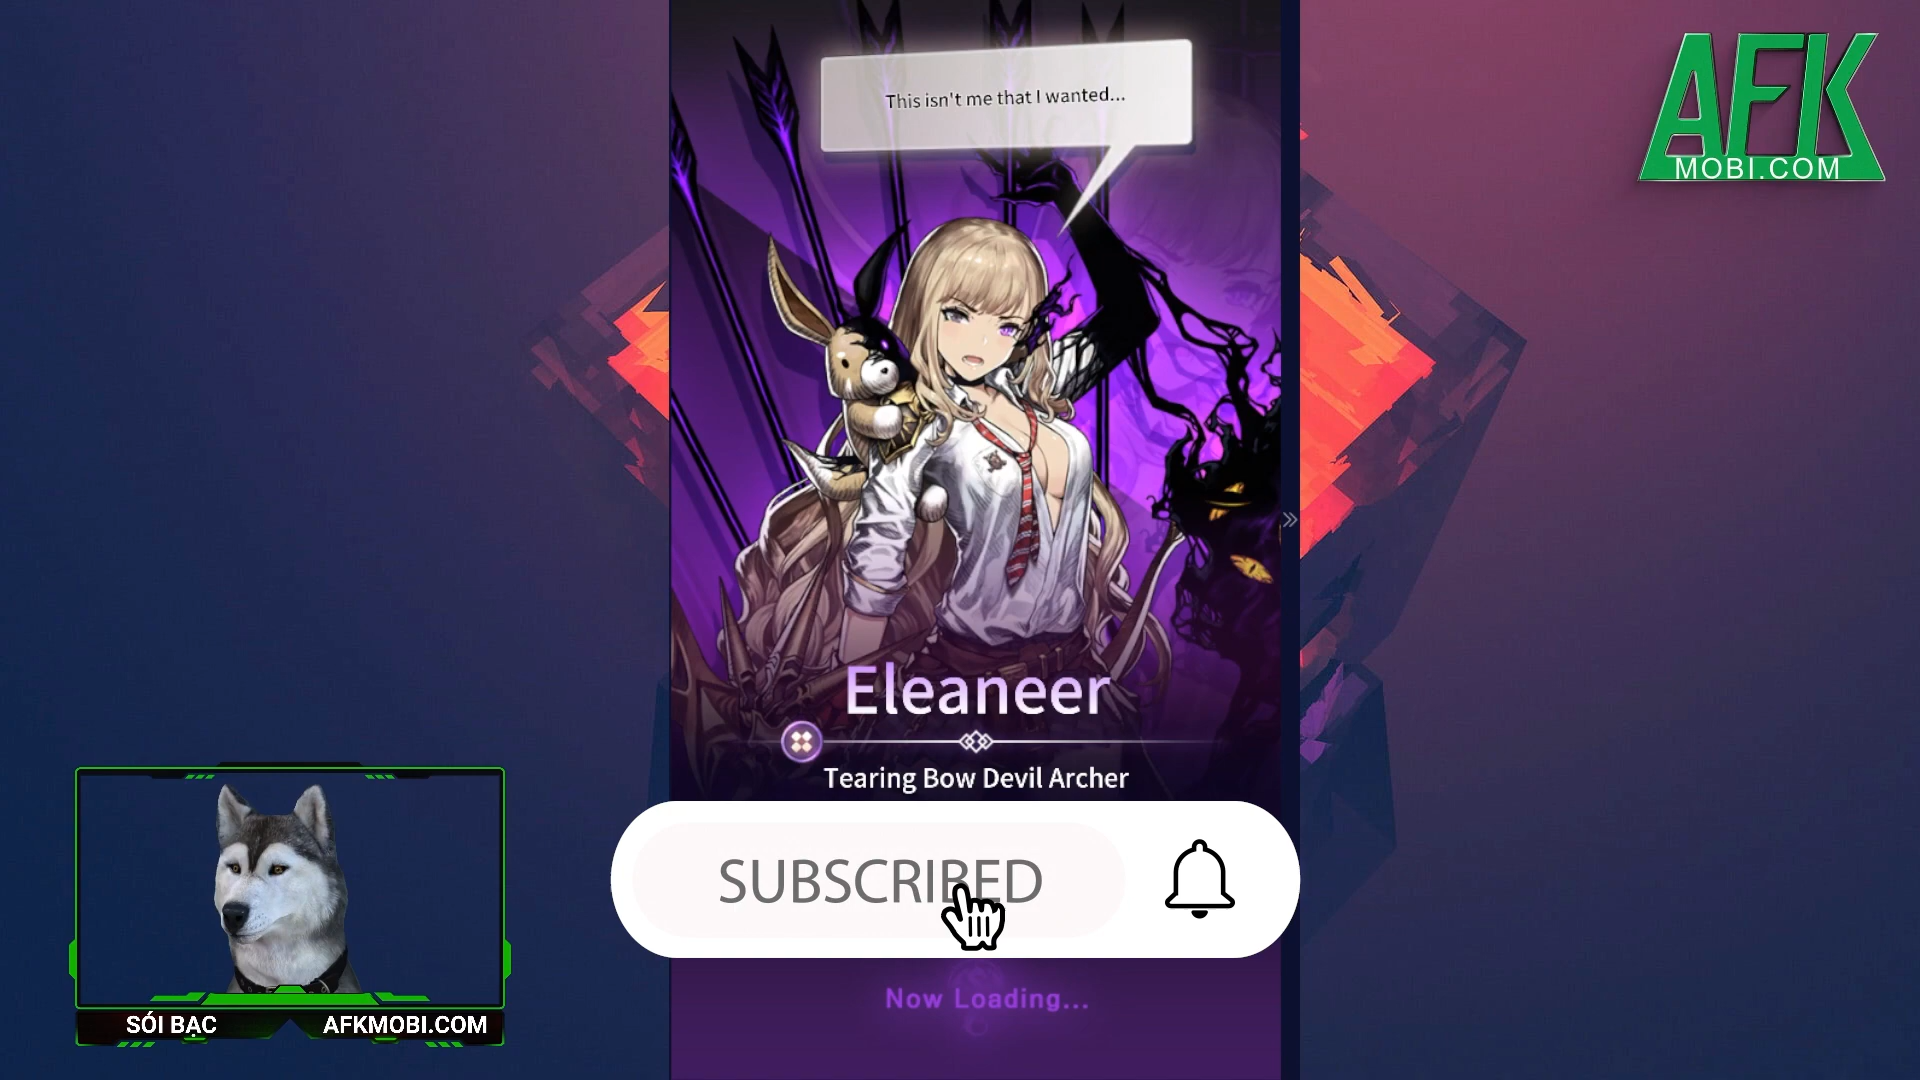 This isn't me that I wanted...
AFK
MOBI.COM
Eleaneer
Tearing Bow Devil Archer
SUBSCRIBED
Now Loading...
SÓI BẠC
AFKMOBI.COM